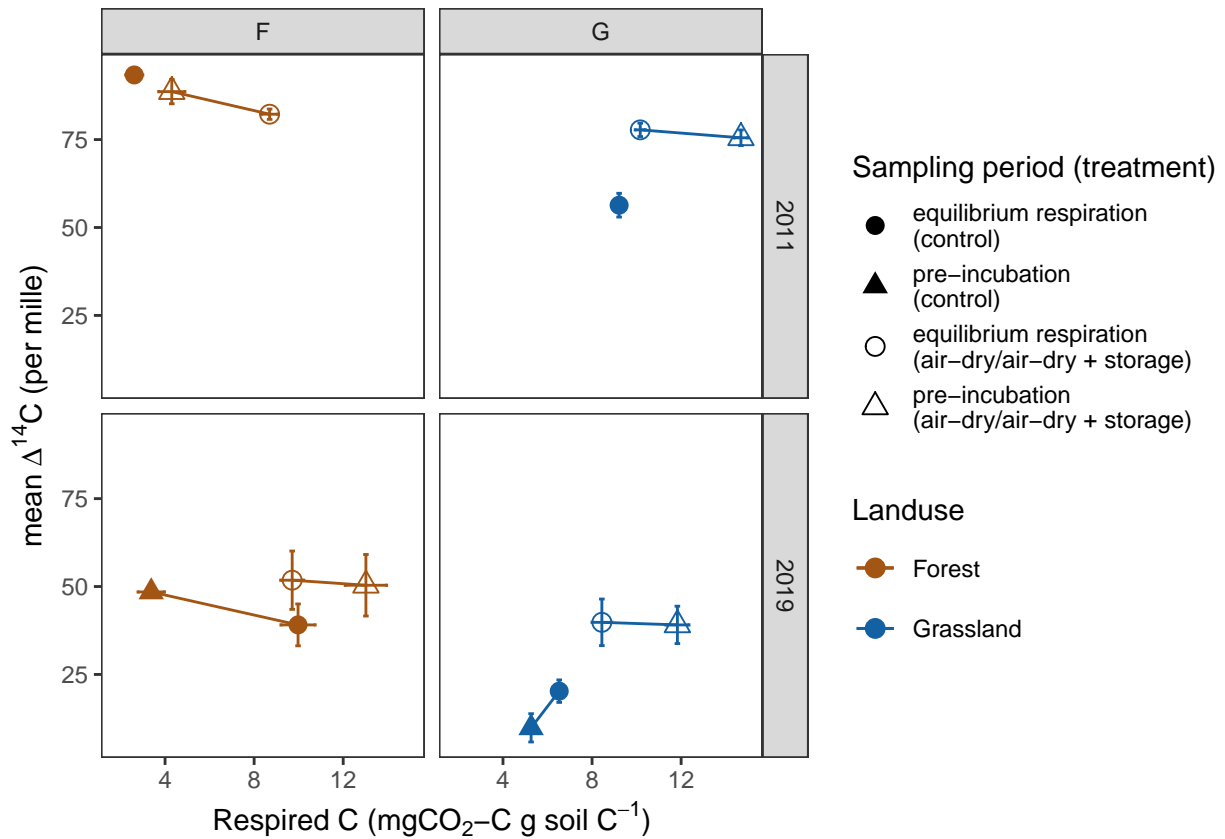 F
G
75
50
25
2011
75
50
25
2019
4
8
12
4
8
12
mean Δ¹⁴C (per mille)
Respired C (mgCO₂−C g soil C⁻¹)
Sampling period (treatment)
equilibrium respiration
(control)
pre−incubation
(control)
equilibrium respiration
(air−dry/air−dry + storage)
pre−incubation
(air−dry/air−dry + storage)
Landuse
Forest
Grassland